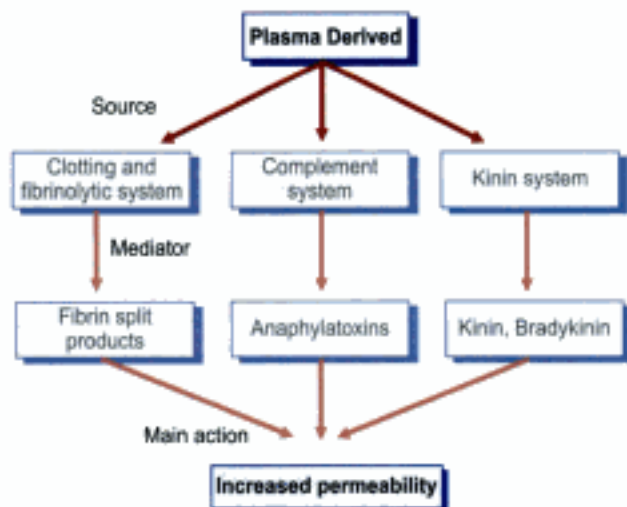 Plasma Derived
Source
Clotting and
fibrinolytic system
Complement
system
Kinin system
Mediator
Fibrin split
products
Anaphylatoxins
Kinin, Bradykinin
Main action
Increased permeability